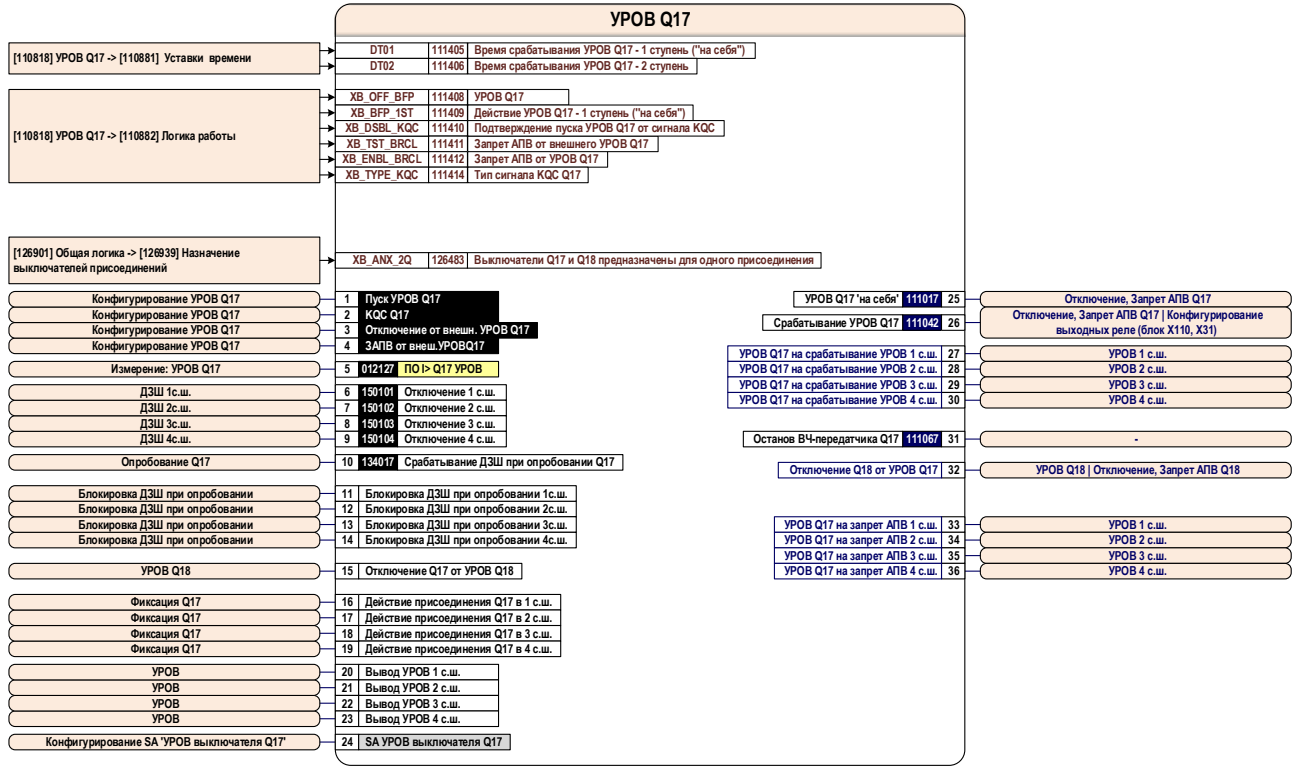 УРОВ Q17
[110818] УРОВ Q17 -> [110881] Уставки времени
DT01 111405 Время срабатывания УРОВ Q17 - 1 ступень ("на себя")
DT02 111406 Время срабатывания УРОВ Q17 - 2 ступень
[110818] УРОВ Q17 -> [110882] Логика работы
XB_OFF_BFP 111408 УРОВ Q17
XB_BFP_1ST 111409 Действие УРОВ Q17 - 1 ступень ("на себя")
XB_DSBL_KQC 111410 Подтверждение пуска УРОВ Q17 от сигнала KQC
XB_TST_BRCL 111411 Запрет АПВ от внешнего УРОВ Q17
XB_ENBL_BRCL 111412 Запрет АПВ от УРОВ Q17
XB_TYPE_KQC 111414 Тип сигнала KQC Q17
[126901] Общая логика -> [126939] Назначение
выключателей присоединений
XB_ANX_2Q 126483 Выключатели Q17 и Q18 предназначены для одного присоединения
Конфигурирование УРОВ Q17 1 Пуск УРОВ Q17
Конфигурирование УРОВ Q17 2 KQC Q17
Конфигурирование УРОВ Q17 3 Отключение от внешн. УРОВ Q17
Конфигурирование УРОВ Q17 4 ЗАПВ от внеш.УРОВQ17
Измерение: УРОВ Q17 5 012127 ПО I> Q17 УРОВ
ДЗШ 1с.ш. 6 150101 Отключение 1 с.ш.
ДЗШ 2с.ш. 7 150102 Отключение 2 с.ш.
ДЗШ 3с.ш. 8 150103 Отключение 3 с.ш.
ДЗШ 4с.ш. 9 150104 Отключение 4 с.ш.
Опробование Q17 10 134017 Срабатывание ДЗШ при опробовании Q17
Блокировка ДЗШ при опробовании 11 Блокировка ДЗШ при опробовании 1с.ш.
Блокировка ДЗШ при опробовании 12 Блокировка ДЗШ при опробовании 2с.ш.
Блокировка ДЗШ при опробовании 13 Блокировка ДЗШ при опробовании 3с.ш.
Блокировка ДЗШ при опробовании 14 Блокировка ДЗШ при опробовании 4с.ш.
УРОВ Q18 15 Отключение Q17 от УРОВ Q18
Фиксация Q17 16 Действие присоединения Q17 в 1 с.ш.
Фиксация Q17 17 Действие присоединения Q17 в 2 с.ш.
Фиксация Q17 18 Действие присоединения Q17 в 3 с.ш.
Фиксация Q17 19 Действие присоединения Q17 в 4 с.ш.
УРОВ 20 Вывод УРОВ 1 с.ш.
УРОВ 21 Вывод УРОВ 2 с.ш.
УРОВ 22 Вывод УРОВ 3 с.ш.
УРОВ 23 Вывод УРОВ 4 с.ш.
Конфигурирование SA 'УРОВ выключателя Q17' 24 SA УРОВ выключателя Q17
УРОВ Q17 'на себя' 111017 25 Отключение, Запрет АПВ Q17
Срабатывание УРОВ Q17 111042 26 Отключение, Запрет АПВ Q17 | Конфигурирование
выходных реле (блок X110, X31)
УРОВ Q17 на срабатывание УРОВ 1 с.ш. 27 УРОВ 1 с.ш.
УРОВ Q17 на срабатывание УРОВ 2 с.ш. 28 УРОВ 2 с.ш.
УРОВ Q17 на срабатывание УРОВ 3 с.ш. 29 УРОВ 3 с.ш.
УРОВ Q17 на срабатывание УРОВ 4 с.ш. 30 УРОВ 4 с.ш.
Останов ВЧ-передатчика Q17 111067 31 -
Отключение Q18 от УРОВ Q17 32 УРОВ Q18 | Отключение, Запрет АПВ Q18
УРОВ Q17 на запрет АПВ 1 с.ш. 33 УРОВ 1 с.ш.
УРОВ Q17 на запрет АПВ 2 с.ш. 34 УРОВ 2 с.ш.
УРОВ Q17 на запрет АПВ 3 с.ш. 35 УРОВ 3 с.ш.
УРОВ Q17 на запрет АПВ 4 с.ш. 36 УРОВ 4 с.ш.